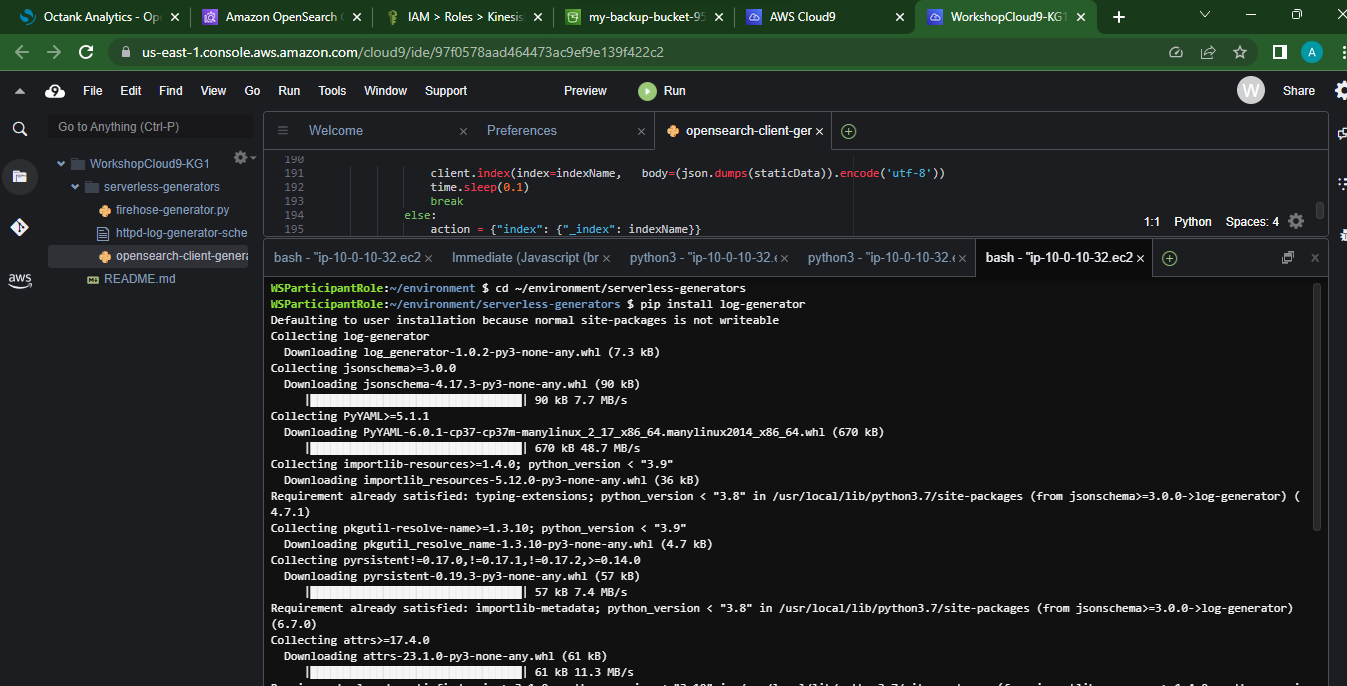 Octank Analytics - Op
Amazon OpenSearch
IAM > Roles > Kinesis
my-backup-bucket-95
AWS Cloud9
WorkshopCloud9-KG1
us-east-1.console.aws.amazon.com/cloud9/ide/97f0578aad464473ac9ef9e139f422c2
A
9 File Edit Find View Go Run Tools Window Support Preview Run W Share
Go to Anything (Ctrl-P)
WorkshopCloud9-KG1
serverless-generators
firehose-generator.py
httpd-log-generator-sche
opensearch-client-genera
README.md
aws
Welcome
Preferences
opensearch-client-ger
190
191 client.index(index=indexName, body=(json.dumps(staticData)).encode('utf-8'))
192 time.sleep(0.1)
193 break
194 else:
195 action = {"index": {"_index": indexName}}
1:1 Python Spaces: 4
bash - "ip-10-0-10-32.ec2
Immediate (Javascript (br
python3 - "ip-10-0-10-32.
python3 - "ip-10-0-10-32.
bash - "ip-10-0-10-32.ec2
WSParticipantRole:~/environment $ cd ~/environment/serverless-generators
WSParticipantRole:~/environment/serverless-generators $ pip install log-generator
Defaulting to user installation because normal site-packages is not writeable
Collecting log-generator
Downloading log_generator-1.0.2-py3-none-any.whl (7.3 kB)
Collecting jsonschema>=3.0.0
Downloading jsonschema-4.17.3-py3-none-any.whl (90 kB)
90 kB 7.7 MB/s
Collecting PyYAML>=5.1.1
Downloading PyYAML-6.0.1-cp37-cp37m-manylinux_2_17_x86_64.manylinux2014_x86_64.whl (670 kB)
670 kB 48.7 MB/s
Collecting importlib-resources>=1.4.0; python_version < "3.9"
Downloading importlib_resources-5.12.0-py3-none-any.whl (36 kB)
Requirement already satisfied: typing-extensions; python_version < "3.8" in /usr/local/lib/python3.7/site-packages (from jsonschema>=3.0.0->log-generator) (
4.7.1)
Collecting pkgutil-resolve-name>=1.3.10; python_version < "3.9"
Downloading pkgutil_resolve_name-1.3.10-py3-none-any.whl (4.7 kB)
Collecting pyrsistent!=0.17.0,!=0.17.1,!=0.17.2,>=0.14.0
Downloading pyrsistent-0.19.3-py3-none-any.whl (57 kB)
57 kB 7.4 MB/s
Requirement already satisfied: importlib-metadata; python_version < "3.8" in /usr/local/lib/python3.7/site-packages (from jsonschema>=3.0.0->log-generator)
(6.7.0)
Collecting attrs>=17.4.0
Downloading attrs-23.1.0-py3-none-any.whl (61 kB)
61 kB 11.3 MB/s